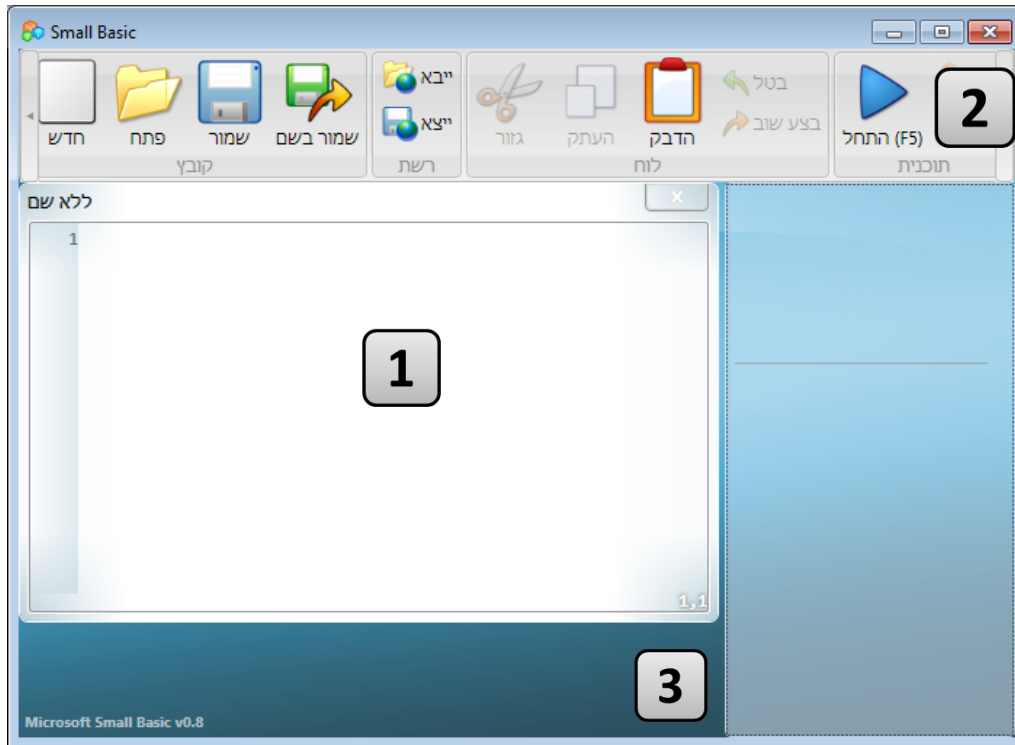 Small Basic
חדש
פתח
שמור
שמור בשם
קובץ
ייבא
ייצא
רשת
גזור
העתק
הדבק
בטל
בצע שוב
לוח
התחל (F5)
תוכנית
2
ללא שם
X
1
1
1,1
3
Microsoft Small Basic v0.8